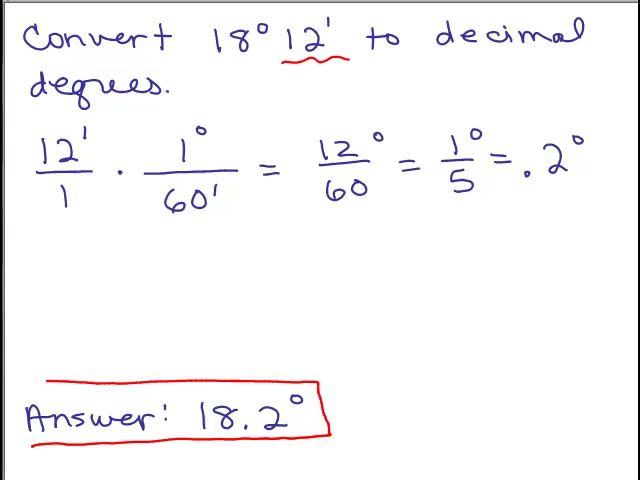 Convert 18° 12' to decimal
degrees.
12'/1 · 1°/60' = 12/60° = 1/5° = .2°
Answer: 18.2°